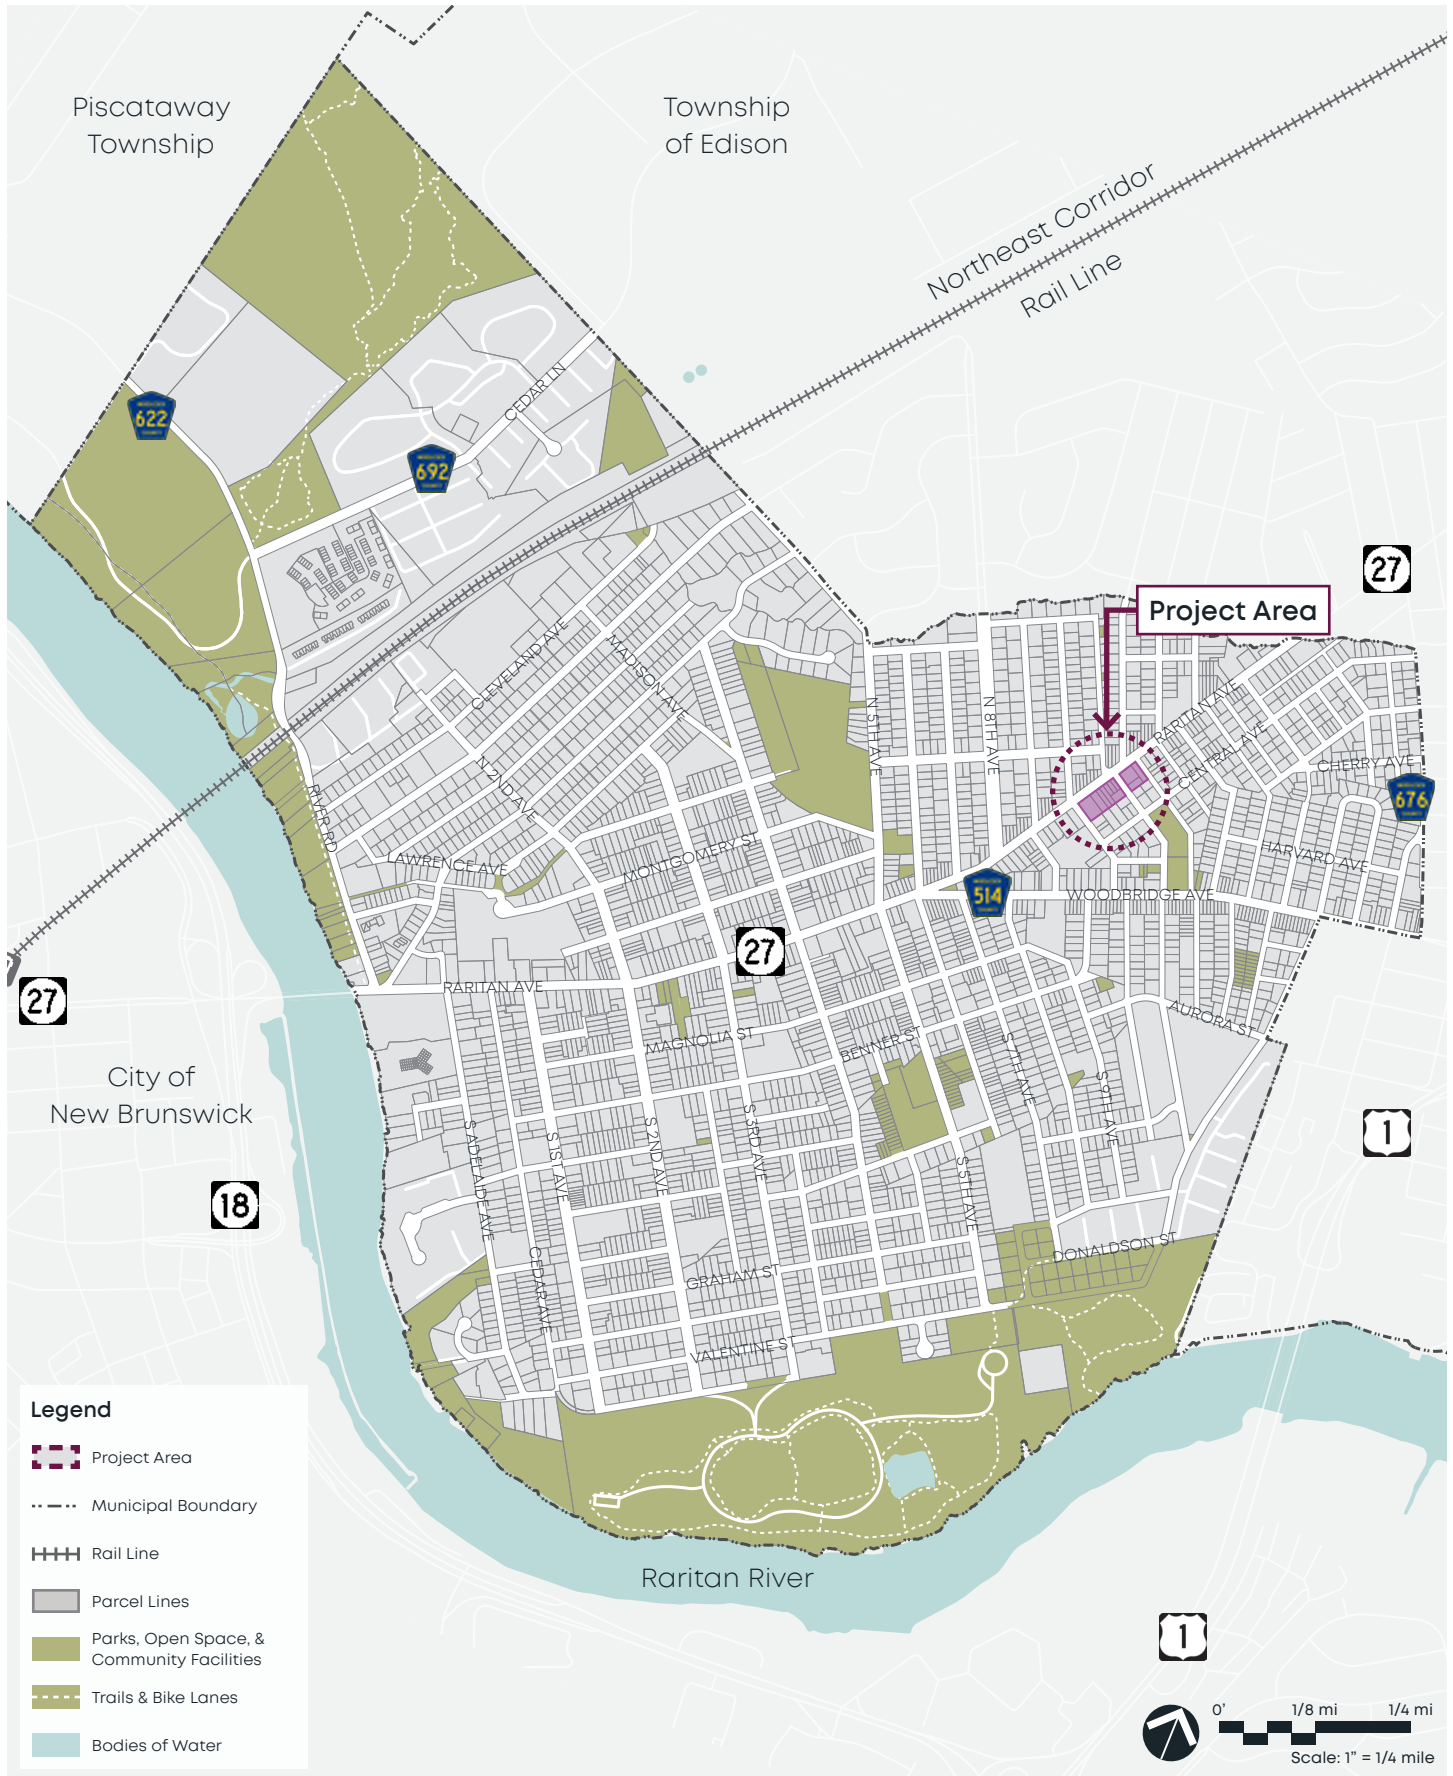 Piscataway
Township
Township
of Edison
Northeast Corridor
Rail Line
622
CEDAR LN
692
27
Project Area
CLEVELAND AVE
MADISON AVE
N 2ND AVE
N 5TH AVE
N 8TH AVE
RARITAN AVE
CENTRAL AVE
CHERRY AVE
676
RIVER RD
LAWRENCE AVE
MONTGOMERY ST
HARVARD AVE
514
WOODBRIDGE AVE
27
27
RARITAN AVE
MAGNOLIA ST
BENNER ST
AURORA ST
City of
New Brunswick
S 7TH AVE
S 9TH AVE
1
18
S ADELAIDE AVE
S 1ST AVE
S 2ND AVE
S 3RD AVE
S 5TH AVE
CEDAR AVE
GRAHAM ST
DONALDSON ST
VALENTINE ST
Raritan River
1
Legend
Project Area
Municipal Boundary
Rail Line
Parcel Lines
Parks, Open Space, &
Community Facilities
Trails & Bike Lanes
Bodies of Water
0' 1/8 mi 1/4 mi
Scale: 1" = 1/4 mile